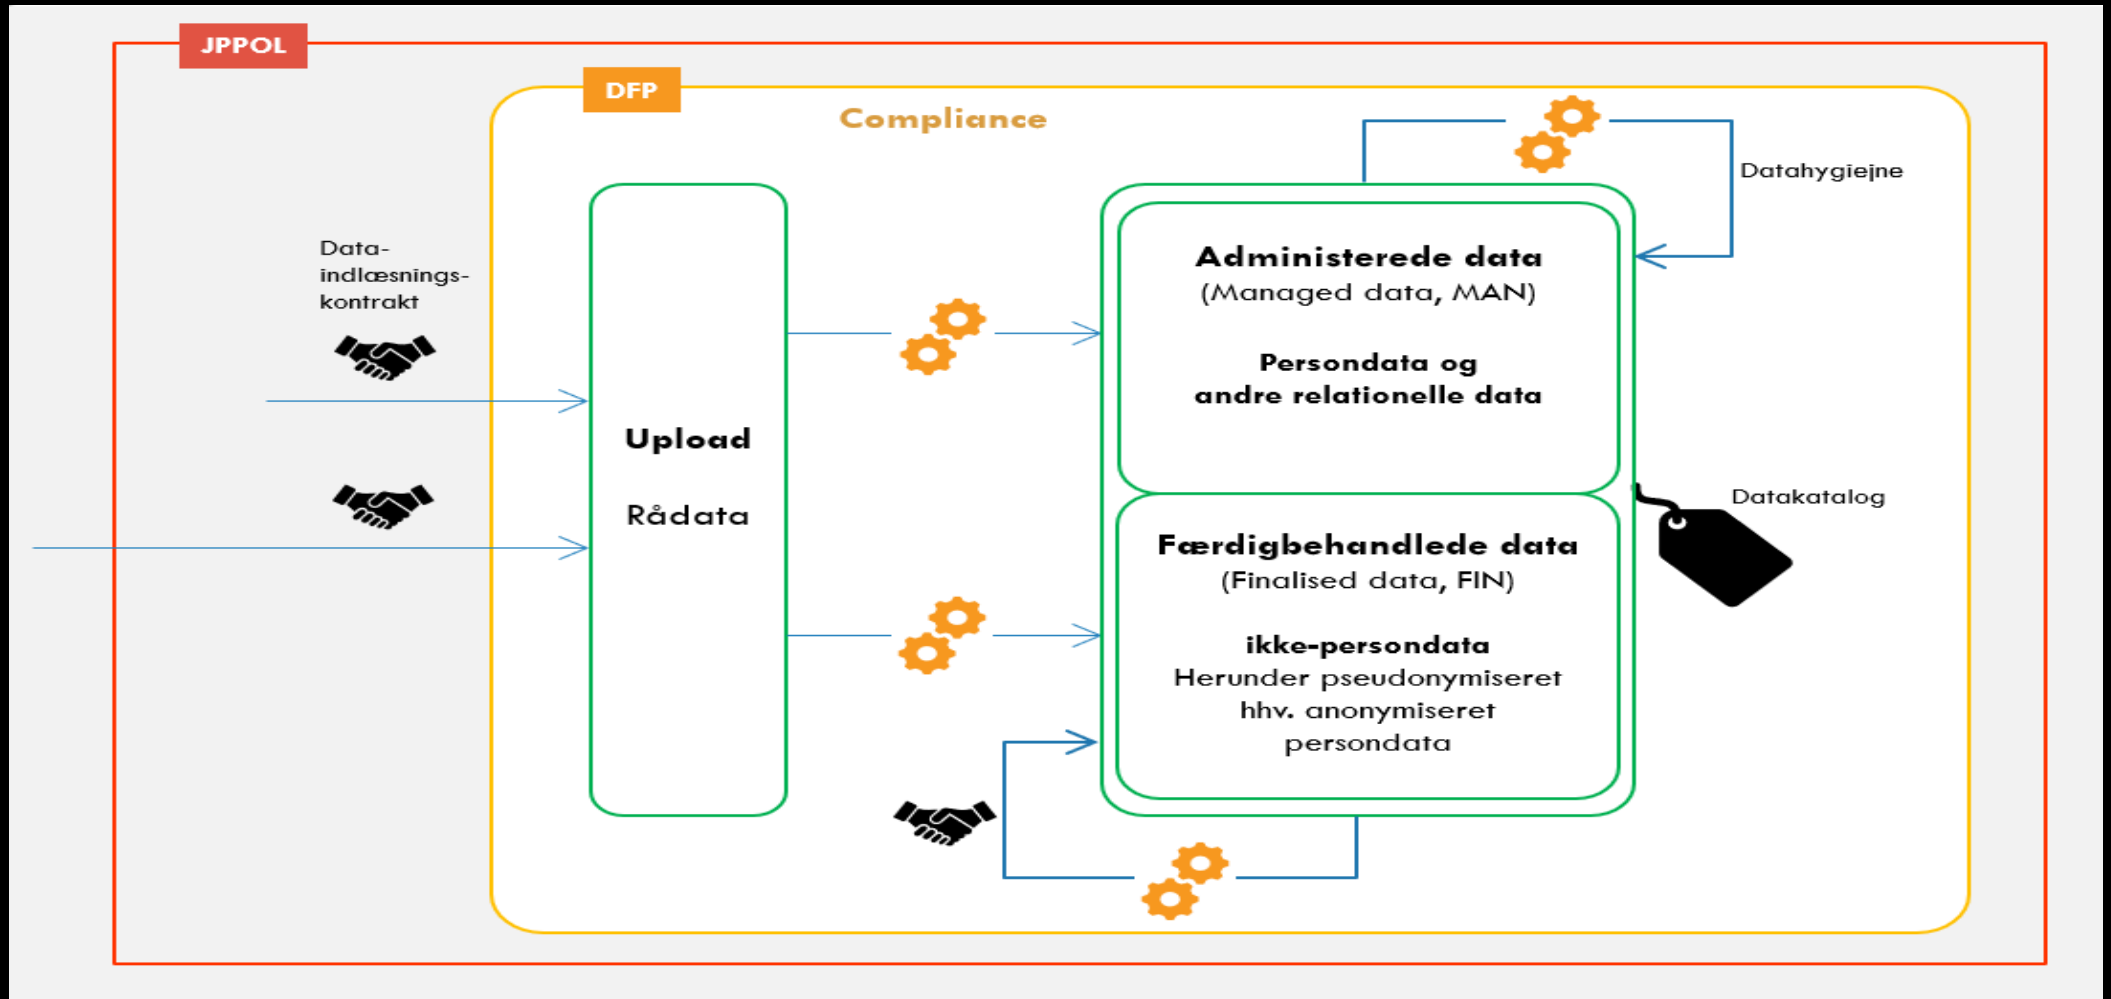 JPPOL
DFP
Compliance
Datahygiejne
Data-
indlæsnings-
kontrakt
Upload
Rådata
Administerede data
(Managed data, MAN)
Persondata og
andre relationelle data
Datakatalog
Færdigbehandlede data
(Finalised data, FIN)
ikke-persondata
Herunder pseudonymiseret
hhv. anonymiseret
persondata